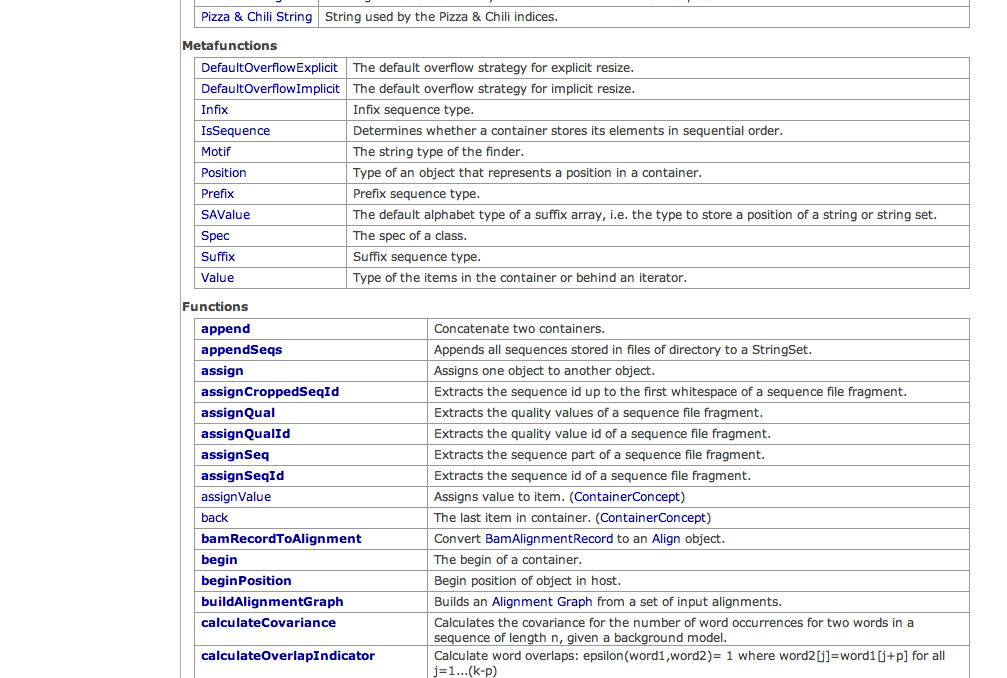 Pizza & Chili String String used by the Pizza & Chili indices.
Metafunctions
DefaultOverflowExplicit The default overflow strategy for explicit resize.
DefaultOverflowImplicit The default overflow strategy for implicit resize.
Infix Infix sequence type.
IsSequence Determines whether a container stores its elements in sequential order.
Motif The string type of the finder.
Position Type of an object that represents a position in a container.
Prefix Prefix sequence type.
SAValue The default alphabet type of a suffix array, i.e. the type to store a position of a string or string set.
Spec The spec of a class.
Suffix Suffix sequence type.
Value Type of the items in the container or behind an iterator.
Functions
append Concatenate two containers.
appendSeqs Appends all sequences stored in files of directory to a StringSet.
assign Assigns one object to another object.
assignCroppedSeqId Extracts the sequence id up to the first whitespace of a sequence file fragment.
assignQual Extracts the quality values of a sequence file fragment.
assignQualId Extracts the quality value id of a sequence file fragment.
assignSeq Extracts the sequence part of a sequence file fragment.
assignSeqId Extracts the sequence id of a sequence file fragment.
assignValue Assigns value to item. (ContainerConcept)
back The last item in container. (ContainerConcept)
bamRecordToAlignment Convert BamAlignmentRecord to an Align object.
begin The begin of a container.
beginPosition Begin position of object in host.
buildAlignmentGraph Builds an Alignment Graph from a set of input alignments.
calculateCovariance Calculates the covariance for the number of word occurrences for two words in a
sequence of length n, given a background model.
calculateOverlapIndicator Calculate word overlaps: epsilon(word1,word2)= 1 where word2[j]=word1[j+p] for all
j=1...(k-p)